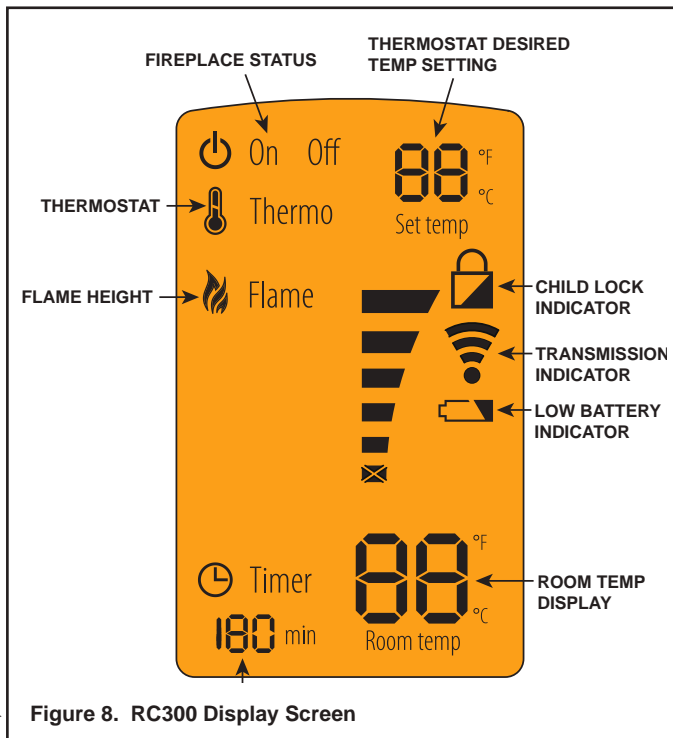 FIREPLACE STATUS
THERMOSTAT DESIRED
TEMP SETTING
On Off
88 °F
°C
Set temp
THERMOSTAT
Thermo
FLAME HEIGHT
Flame
CHILD LOCK
INDICATOR
TRANSMISSION
INDICATOR
LOW BATTERY
INDICATOR
Timer
180 min
88 °F
°C
Room temp
ROOM TEMP
DISPLAY
Figure 8. RC300 Display Screen